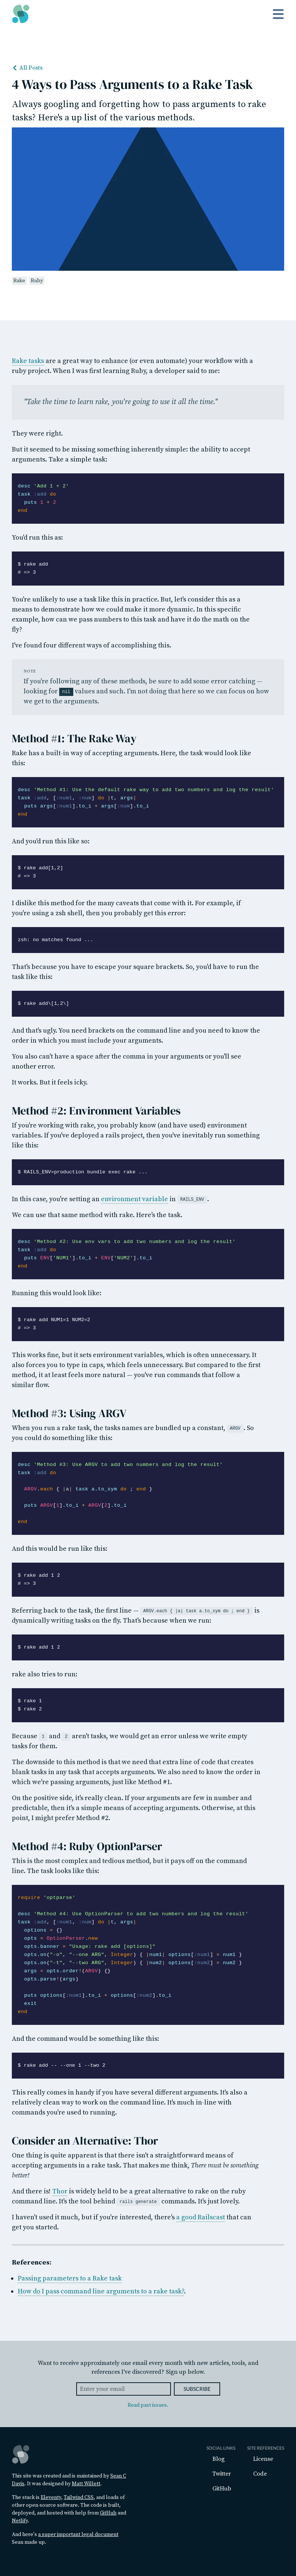 All Posts
4 Ways to Pass Arguments to a Rake Task
Always googling and forgetting how to pass arguments to rake
tasks? Here's a up list of the various methods.
Rake Ruby
Rake tasks are a great way to enhance (or even automate) your workflow with a
ruby project. When I was first learning Ruby, a developer said to me:
"Take the time to learn rake, you're going to use it all the time."
They were right.
But it seemed to be missing something inherently simple: the ability to accept
arguments. Take a simple task:
desc 'Add 1 + 2'
task :add do
puts 1 + 2
end
You'd run this as:
$ rake add
# => 3
You're unlikely to use a task like this in practice. But, let's consider this as a
means to demonstrate how we could make it more dynamic. In this specific
example, how can we pass numbers to this task and have it do the math on the
fly?
I've found four different ways of accomplishing this.
NOTE
If you're following any of these methods, be sure to add some error catching —
looking for nil values and such. I'm not doing that here so we can focus on how
we get to the arguments.
Method #1: The Rake Way
Rake has a built-in way of accepting arguments. Here, the task would look like
this:
desc 'Method #1: Use the default rake way to add two numbers and log the result'
task :add, [:num1, :num] do |t, args|
puts args[:num1].to_i + args[:num].to_i
end
And you'd run this like so:
$ rake add[1,2]
# => 3
I dislike this method for the many caveats that come with it. For example, if
you're using a zsh shell, then you probably get this error:
zsh: no matches found ...
That's because you have to escape your square brackets. So, you'd have to run the
task like this:
$ rake add\[1,2\]
And that's ugly. You need brackets on the command line and you need to know the
order in which you must include your arguments.
You also can't have a space after the comma in your arguments or you'll see
another error.
It works. But it feels icky.
Method #2: Environment Variables
If you're working with rake, you probably know (and have used) environment
variables. If you've deployed a rails project, then you've inevitably run something
like this:
$ RAILS_ENV=production bundle exec rake ...
In this case, you're setting an environment variable in RAILS_ENV .
We can use that same method with rake. Here's the task.
desc 'Method #2: Use env vars to add two numbers and log the result'
task :add do
puts ENV['NUM1'].to_i + ENV['NUM2'].to_i
end
Running this would look like:
$ rake add NUM1=1 NUM2=2
# => 3
This works fine, but it sets environment variables, which is often unnecessary. It
also forces you to type in caps, which feels unnecessary. But compared to the first
method, it at least feels more natural — you've run commands that follow a
similar flow.
Method #3: Using ARGV
When you run a rake task, the tasks names are bundled up a constant, ARGV . So
you could do something like this:
desc 'Method #3: Use ARGV to add two numbers and log the result'
task :add do
ARGV.each { |a| task a.to_sym do ; end }
puts ARGV[1].to_i + ARGV[2].to_i
end
And this would be run like this:
$ rake add 1 2
# => 3
Referring back to the task, the first line — ARGV.each { |a| task a.to_sym do ; end } is
dynamically writing tasks on the fly. That's because when we run:
$ rake add 1 2
rake also tries to run:
$ rake 1
$ rake 2
Because 1 and 2 aren't tasks, we would get an error unless we write empty
tasks for them.
The downside to this method is that we need that extra line of code that creates
blank tasks in any task that accepts arguments. We also need to know the order in
which we're passing arguments, just like Method #1.
On the positive side, it's really clean. If your arguments are few in number and
predictable, then it's a simple means of accepting arguments. Otherwise, at this
point, I might prefer Method #2.
Method #4: Ruby OptionParser
This is the most complex and tedious method, but it pays off on the command
line. The task looks like this:
require 'optparse'
desc 'Method #4: Use OptionParser to add two numbers and log the result'
task :add, [:num1, :num] do |t, args|
options = {}
opts = OptionParser.new
opts.banner = "Usage: rake add [options]"
opts.on("-o", "--one ARG", Integer) { |num1| options[:num1] = num1 }
opts.on("-t", "--two ARG", Integer) { |num2| options[:num2] = num2 }
args = opts.order!(ARGV) {}
opts.parse!(args)
puts options[:num1].to_i + options[:num2].to_i
exit
end
And the command would be something like this:
$ rake add -- --one 1 --two 2
This really comes in handy if you have several different arguments. It's also a
relatively clean way to work on the command line. It's much in-line with
commands you're used to running.
Consider an Alternative: Thor
One thing is quite apparent is that there isn't a straightforward means of
accepting arguments in a rake task. That makes me think, There must be something
better!
And there is! Thor is widely held to be a great alternative to rake on the ruby
command line. It's the tool behind rails generate commands. It's just lovely.
I haven't used it much, but if you're interested, there's a good Railscast that can
get you started.
References:
Passing parameters to a Rake task
How do I pass command line arguments to a rake task?.
Want to receive approximately one email every month with new articles, tools, and
references I've discovered? Sign up below.
Enter your email SUBSCRIBE
Read past issues.
This site was created and is maintained by Sean C
Davis. It was designed by Matt Willett.
The stack is Eleventy, Tailwind CSS, and loads of
other open-source software. The code is built,
deployed, and hosted with help from GitHub and
Netlify.
And here's a super important legal document
Sean made up.
SOCIAL LINKS
Blog
Twitter
GitHub
SITE REFERENCES
License
Code